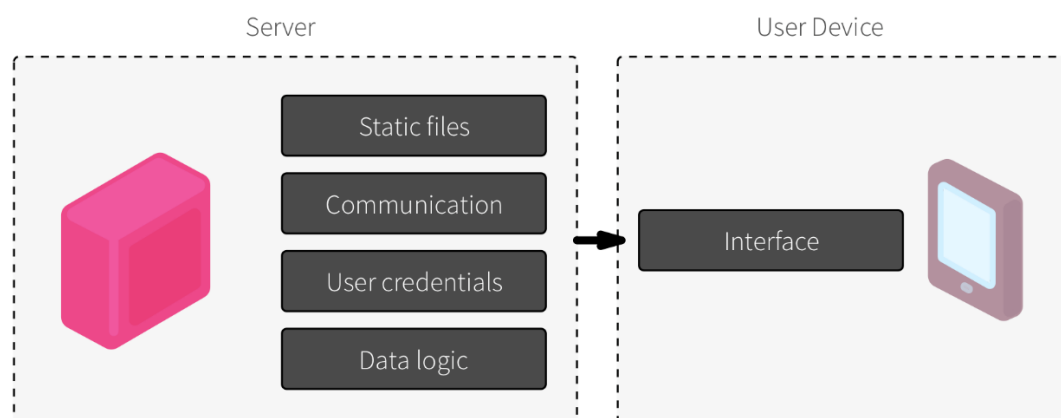 Server
User Device
Static files
Communication
User credentials
Data logic
Interface